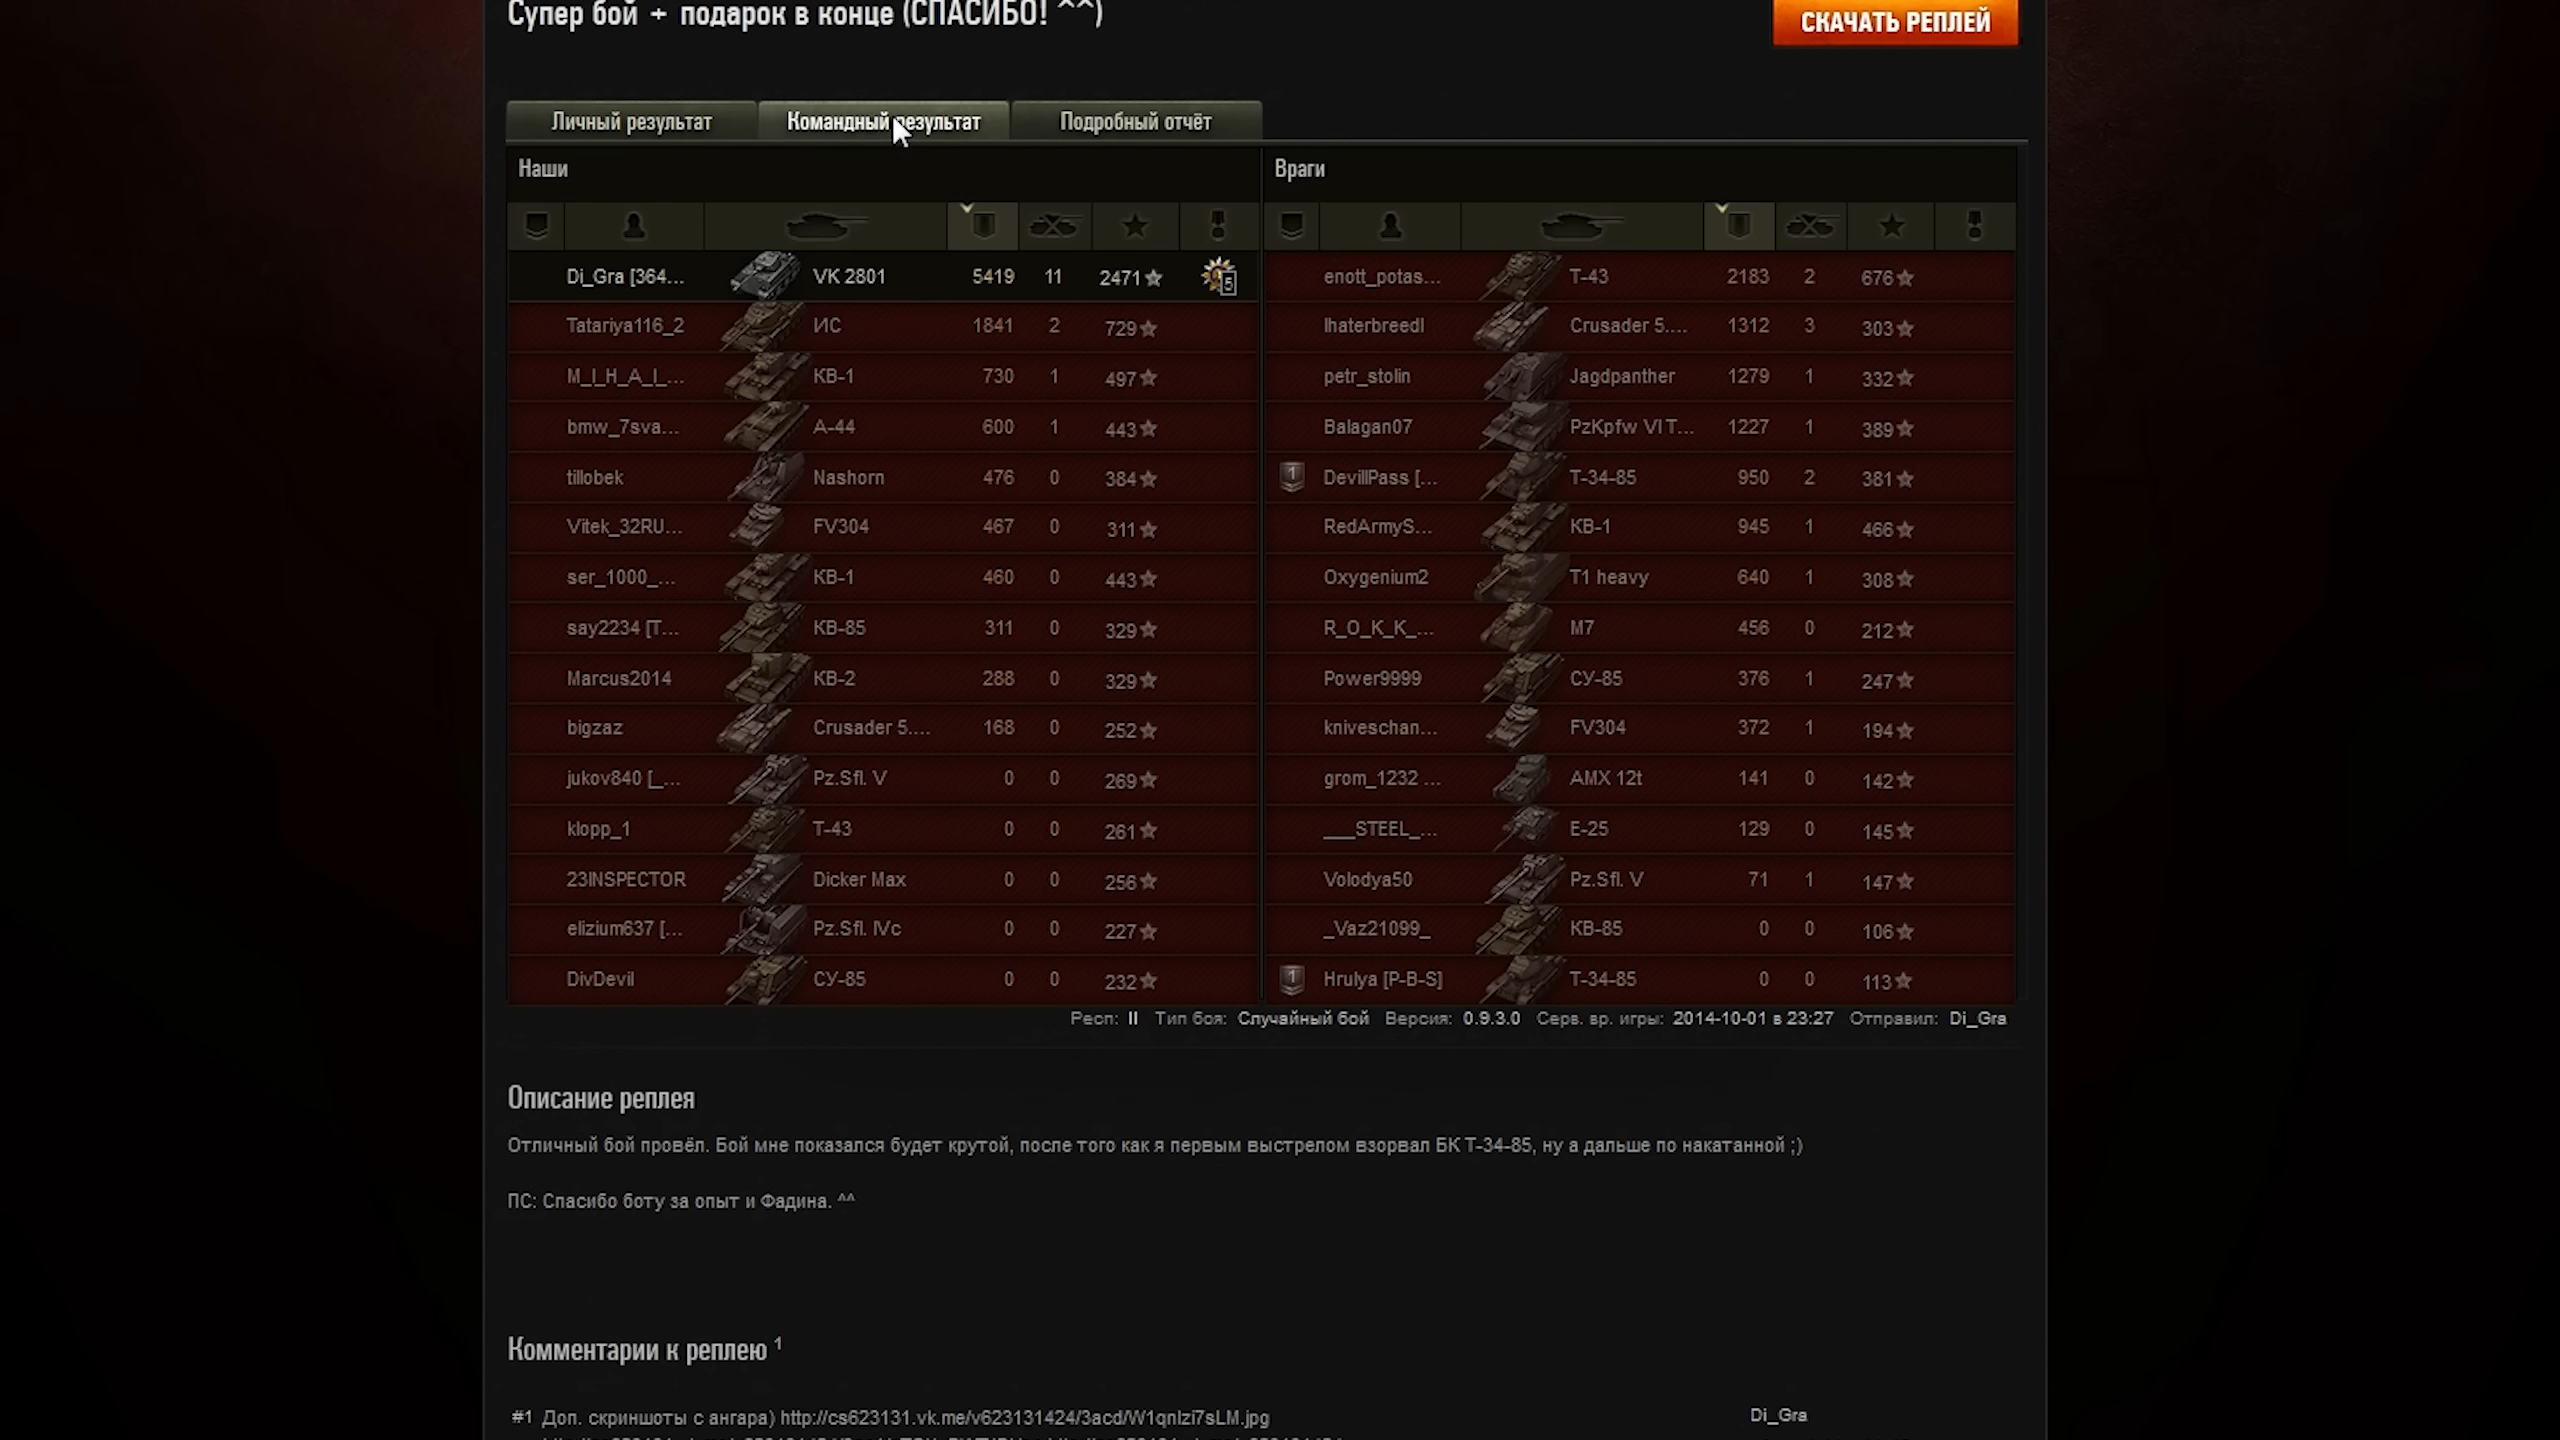 Супер бой + подарок в конце (СПАСИБО! ^^)
СКАЧАТЬ РЕПЛЕЙ
Личный результат Командный результат Подробный отчёт
Наши Враги
Di_Gra [364... VK 2801 5419 11 2471 5 enott_potas... Т-43 2183 2 676
Tatariya116_2 ИС 1841 2 729 Ihaterbreedl Crusader 5.... 1312 3 303
M_I_H_A_I_... КВ-1 730 1 497 petr_stolin Jagdpanther 1279 1 332
bmw_7sva... А-44 600 1 443 Balagan07 PzKpfw VI T... 1227 1 389
tillobek Nashorn 476 0 384 1 DevillPass [... Т-34-85 950 2 381
Vitek_32RU... FV304 467 0 311 RedArmyS... КВ-1 945 1 466
ser_1000_... КВ-1 460 0 443 Oxygenium2 T1 heavy 640 1 308
say2234 [T... КВ-85 311 0 329 R_O_K_K_... M7 456 0 212
Marcus2014 КВ-2 288 0 329 Power9999 СУ-85 376 1 247
bigzaz Crusader 5.... 168 0 252 kniveschan... FV304 372 1 194
jukov840 [_... Pz.Sfl. V 0 0 269 grom_1232 ... AMX 12t 141 0 142
klopp_1 Т-43 0 0 261 ___STEEL_... E-25 129 0 145
23INSPECTOR Dicker Max 0 0 256 Volodya50 Pz.Sfl. V 71 1 147
elizium637 [... Pz.Sfl. IVc 0 0 227 _Vaz21099_ КВ-85 0 0 106
DivDevil СУ-85 0 0 232 1 Hrulya [P-B-S] Т-34-85 0 0 113
Респ: II Тип боя: Случайный бой Версия: 0.9.3.0 Серв. вр. игры: 2014-10-01 в 23:27 Отправил: Di_Gra
Описание реплея
Отличный бой провёл. Бой мне показался будет крутой, после того как я первым выстрелом взорвал БК Т-34-85, ну а дальше по накатанной ;)
ПС: Спасибо боту за опыт и Фадина. ^^
Комментарии к реплею 1
#1 Доп. скриншоты с ангара) http://cs623131.vk.me/v623131424/3acd/W1qnlzi7sLM.jpg Di_Gra